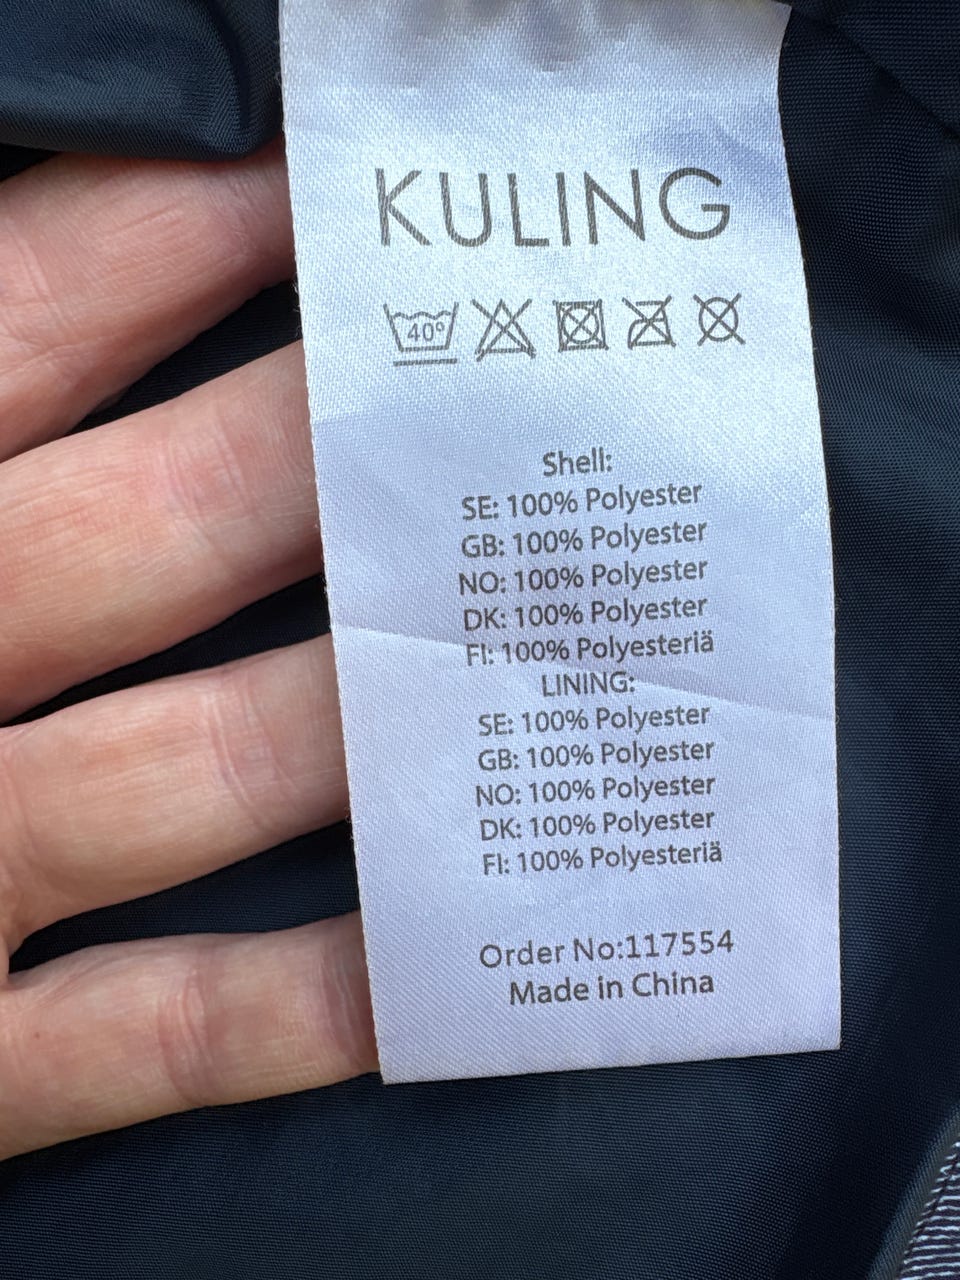 KULING
40°
Shell:
SE: 100% Polyester
GB: 100% Polyester
NO: 100% Polyester
DK: 100% Polyester
FI: 100% Polyesteriä
LINING:
SE: 100% Polyester
GB: 100% Polyester
NO: 100% Polyester
DK: 100% Polyester
FI: 100% Polyesteriä
Order No:117554
Made in China